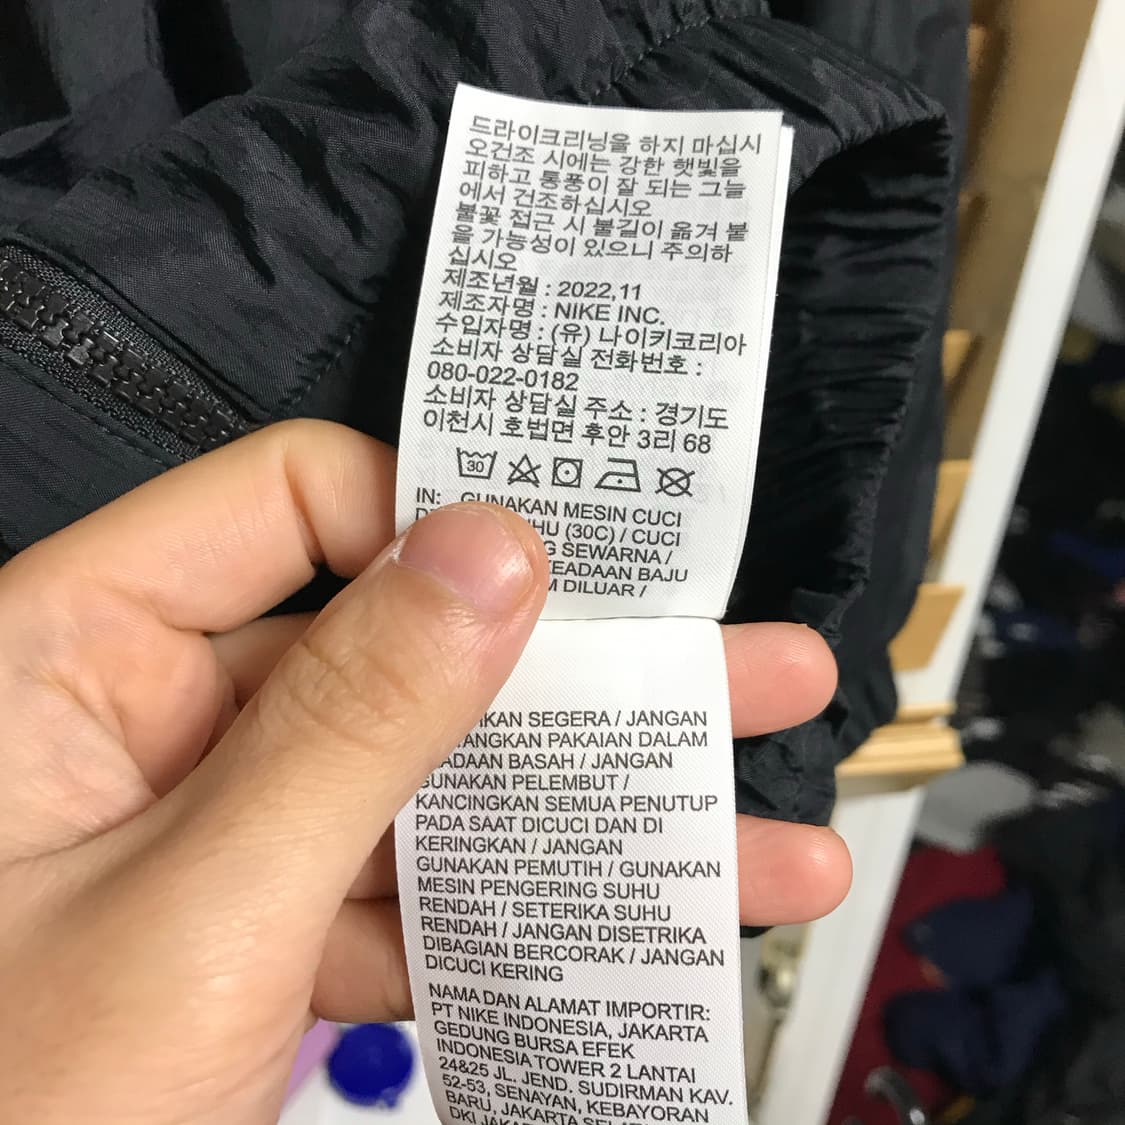 드라이크리닝을 하지 마십시
오건조 시에는 강한 햇빛을
피하고 통풍이 잘 되는 그늘
에서 건조하십시오
불꽃 접근 시 불길이 옮겨 붙
을 가능성이 있으니 주의하
십시오
제조년월 : 2022,11
제조자명 : NIKE INC.
수입자명 : (유) 나이키코리아
소비자 상담실 전화번호 :
080-022-0182
소비자 상담실 주소 : 경기도
이천시 호법면 후안 3리 68
30
IN: GUNAKAN MESIN CUCI
(30C) / CUCI
SEWARNA /
KEADAAN BAJU
DILUAR /
SEGERA / JANGAN
PAKAIAN DALAM
BASAH / JANGAN
GUNAKAN PELEMBUT /
KANCINGKAN SEMUA PENUTUP
PADA SAAT DICUCI DAN DI
KERINGKAN / JANGAN
GUNAKAN PEMUTIH / GUNAKAN
MESIN PENGERING SUHU
RENDAH / SETERIKA SUHU
RENDAH / JANGAN DISETRIKA
DIBAGIAN BERCORAK / JANGAN
DICUCI KERING
NAMA DAN ALAMAT IMPORTIR:
PT NIKE INDONESIA, JAKARTA
GEDUNG BURSA EFEK
INDONESIA TOWER 2 LANTAI
24&25 JL. JEND. SUDIRMAN KAV.
52-53, SENAYAN, KEBAYORAN
BARU, JAKARTA
DKI